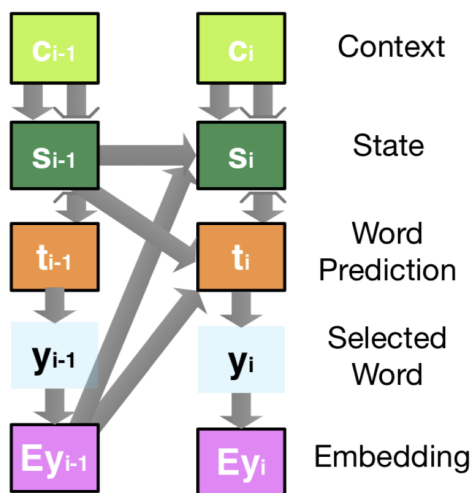 ci-1 ci Context
si-1 si State
ti-1 ti Word
Prediction
yi-1 yi Selected
Word
Eyi-1 Eyi Embedding